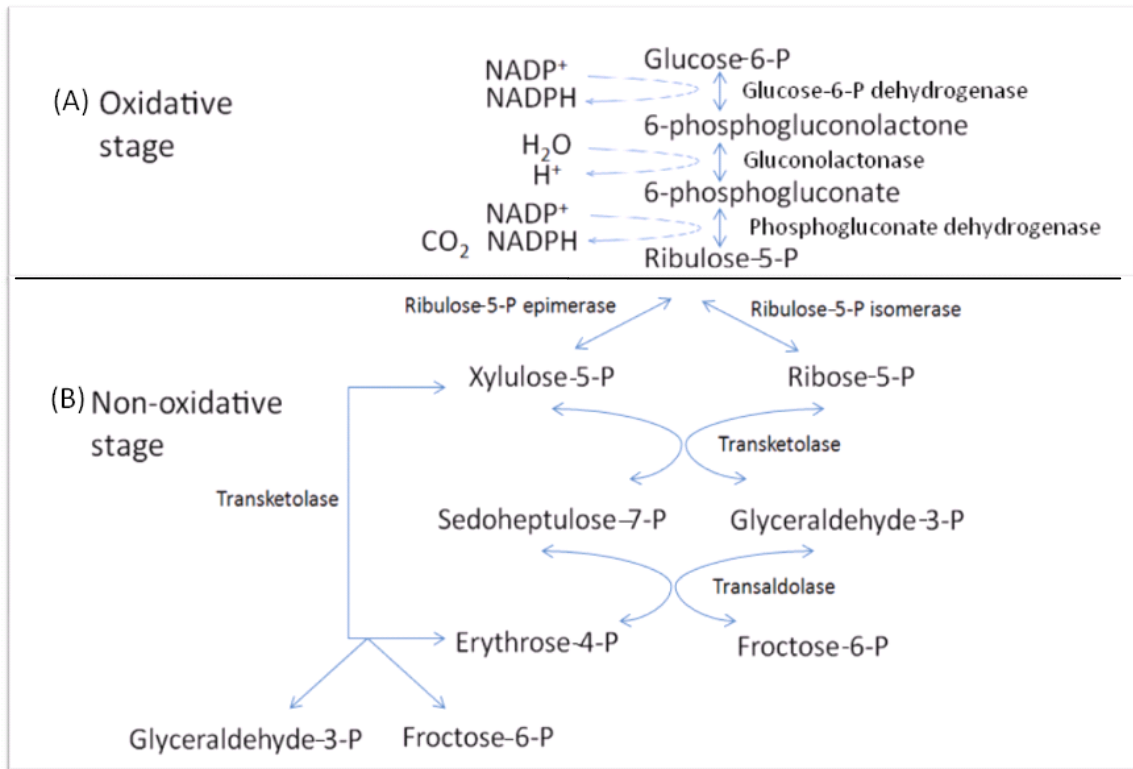 Glucose-6-P
NADP⁺
NADPH
Glucose-6-P dehydrogenase
(A) Oxidative
stage
6-phosphogluconolactone
H₂O
H⁺
Gluconolactonase
6-phosphogluconate
NADP⁺
CO₂ NADPH
Phosphogluconate dehydrogenase
Ribulose-5-P
Ribulose-5-P epimerase
Ribulose-5-P isomerase
Xylulose-5-P
Ribose-5-P
(B) Non-oxidative
stage
Transketolase
Transketolase
Sedoheptulose-7-P
Glyceraldehyde-3-P
Transaldolase
Erythrose-4-P
Froctose-6-P
Glyceraldehyde-3-P
Froctose-6-P